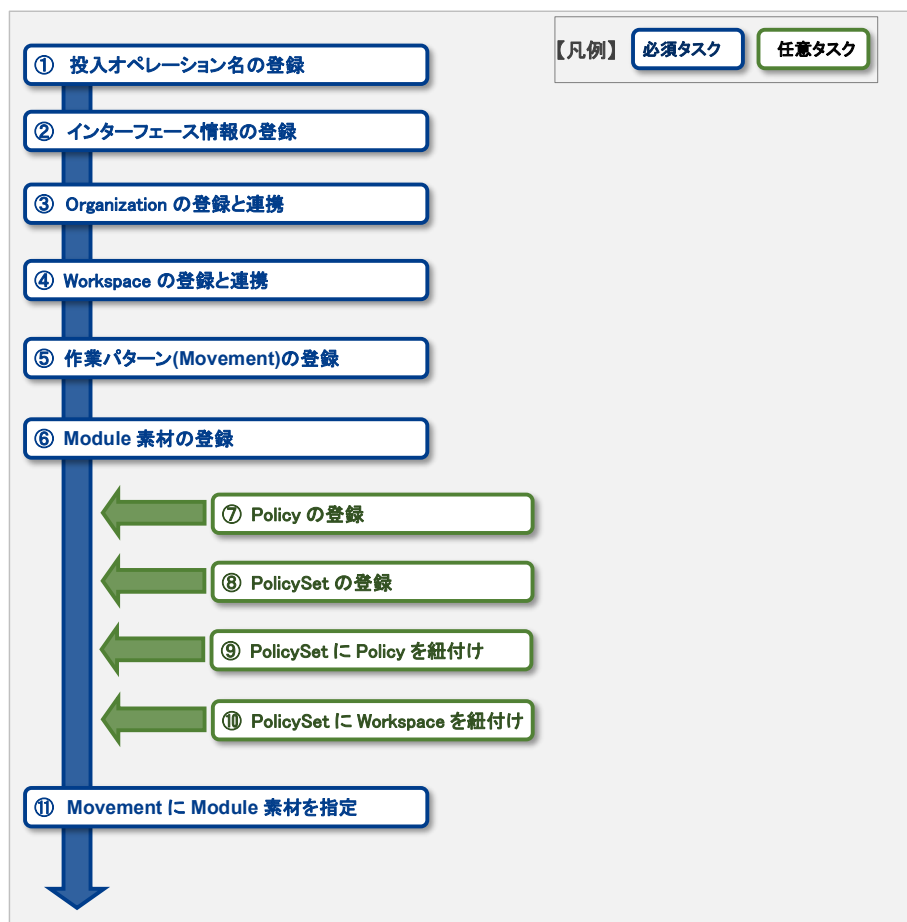 【凡例】 必須タスク 任意タスク
① 投入オペレーション名の登録
② インターフェース情報の登録
③ Organization の登録と連携
④ Workspace の登録と連携
⑤ 作業パターン(Movement)の登録
⑥ Module 素材の登録
⑦ Policy の登録
⑧ PolicySet の登録
⑨ PolicySet に Policy を紐付け
⑩ PolicySet に Workspace を紐付け
⑪ Movement に Module 素材を指定